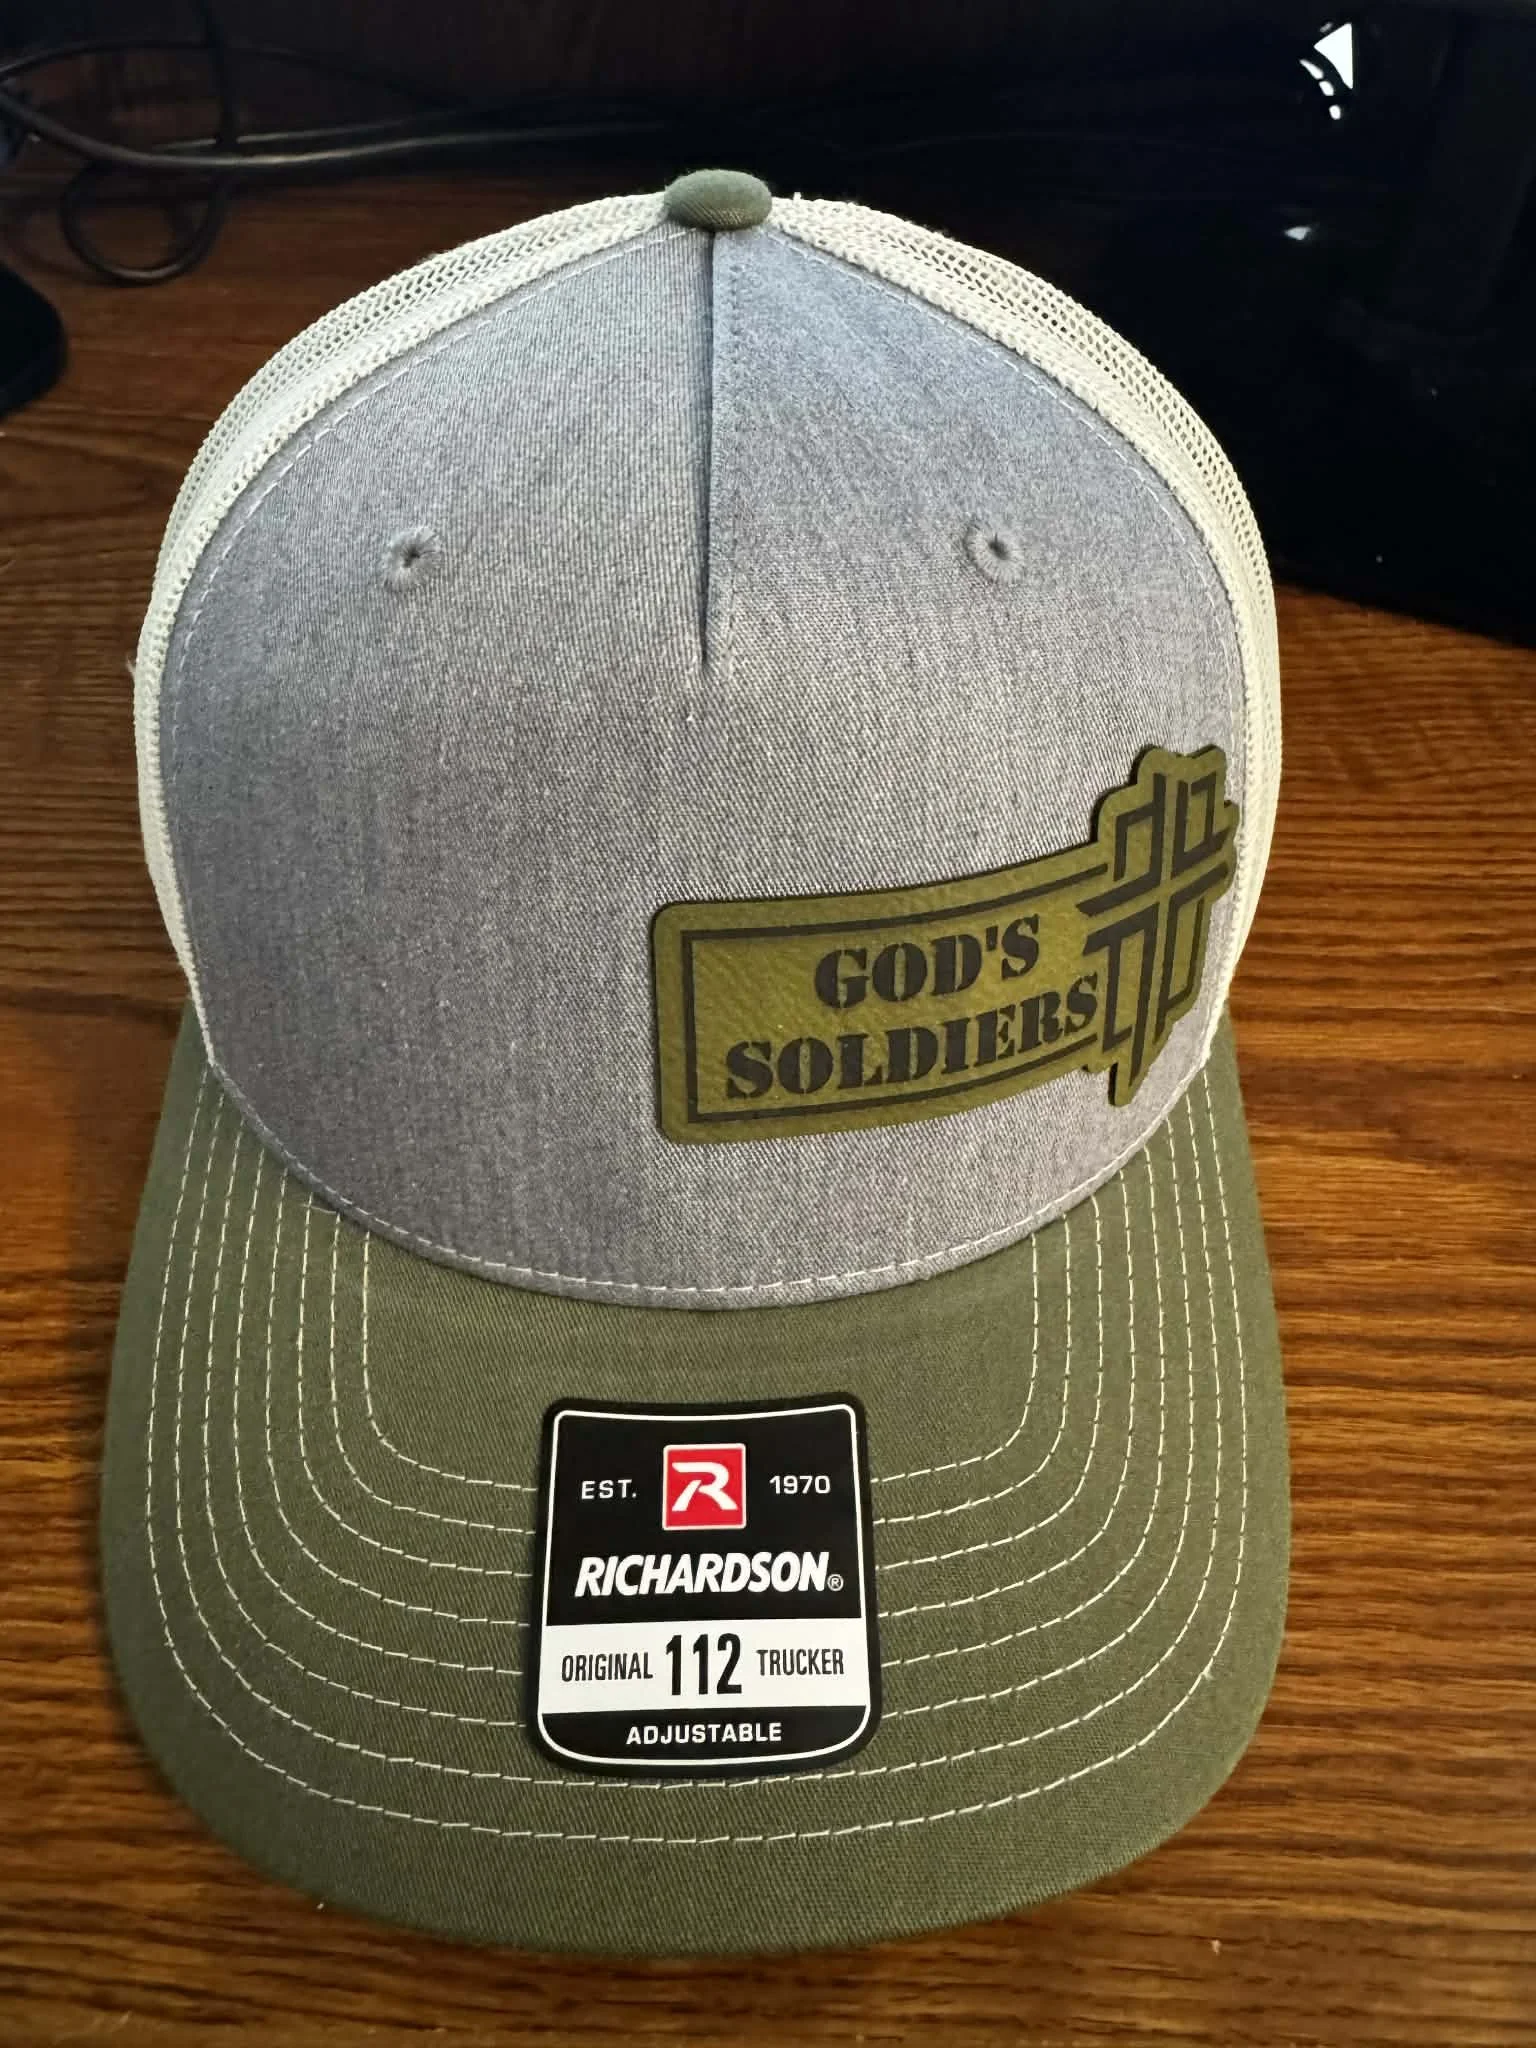 GOD'S
SOLDIERS
EST. R 1970
RICHARDSON®
ORIGINAL 112 TRUCKER
ADJUSTABLE